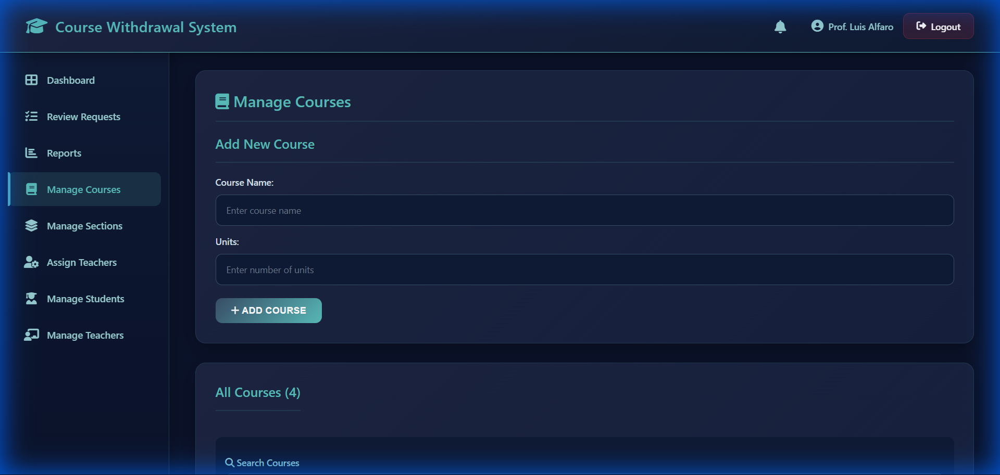 Course Withdrawal System
Prof. Luis Alfaro
Logout
Dashboard
Review Requests
Reports
Manage Courses
Manage Sections
Assign Teachers
Manage Students
Manage Teachers
Manage Courses
Add New Course
Course Name:
Enter course name
Units:
Enter number of units
ADD COURSE
All Courses (4)
Search Courses